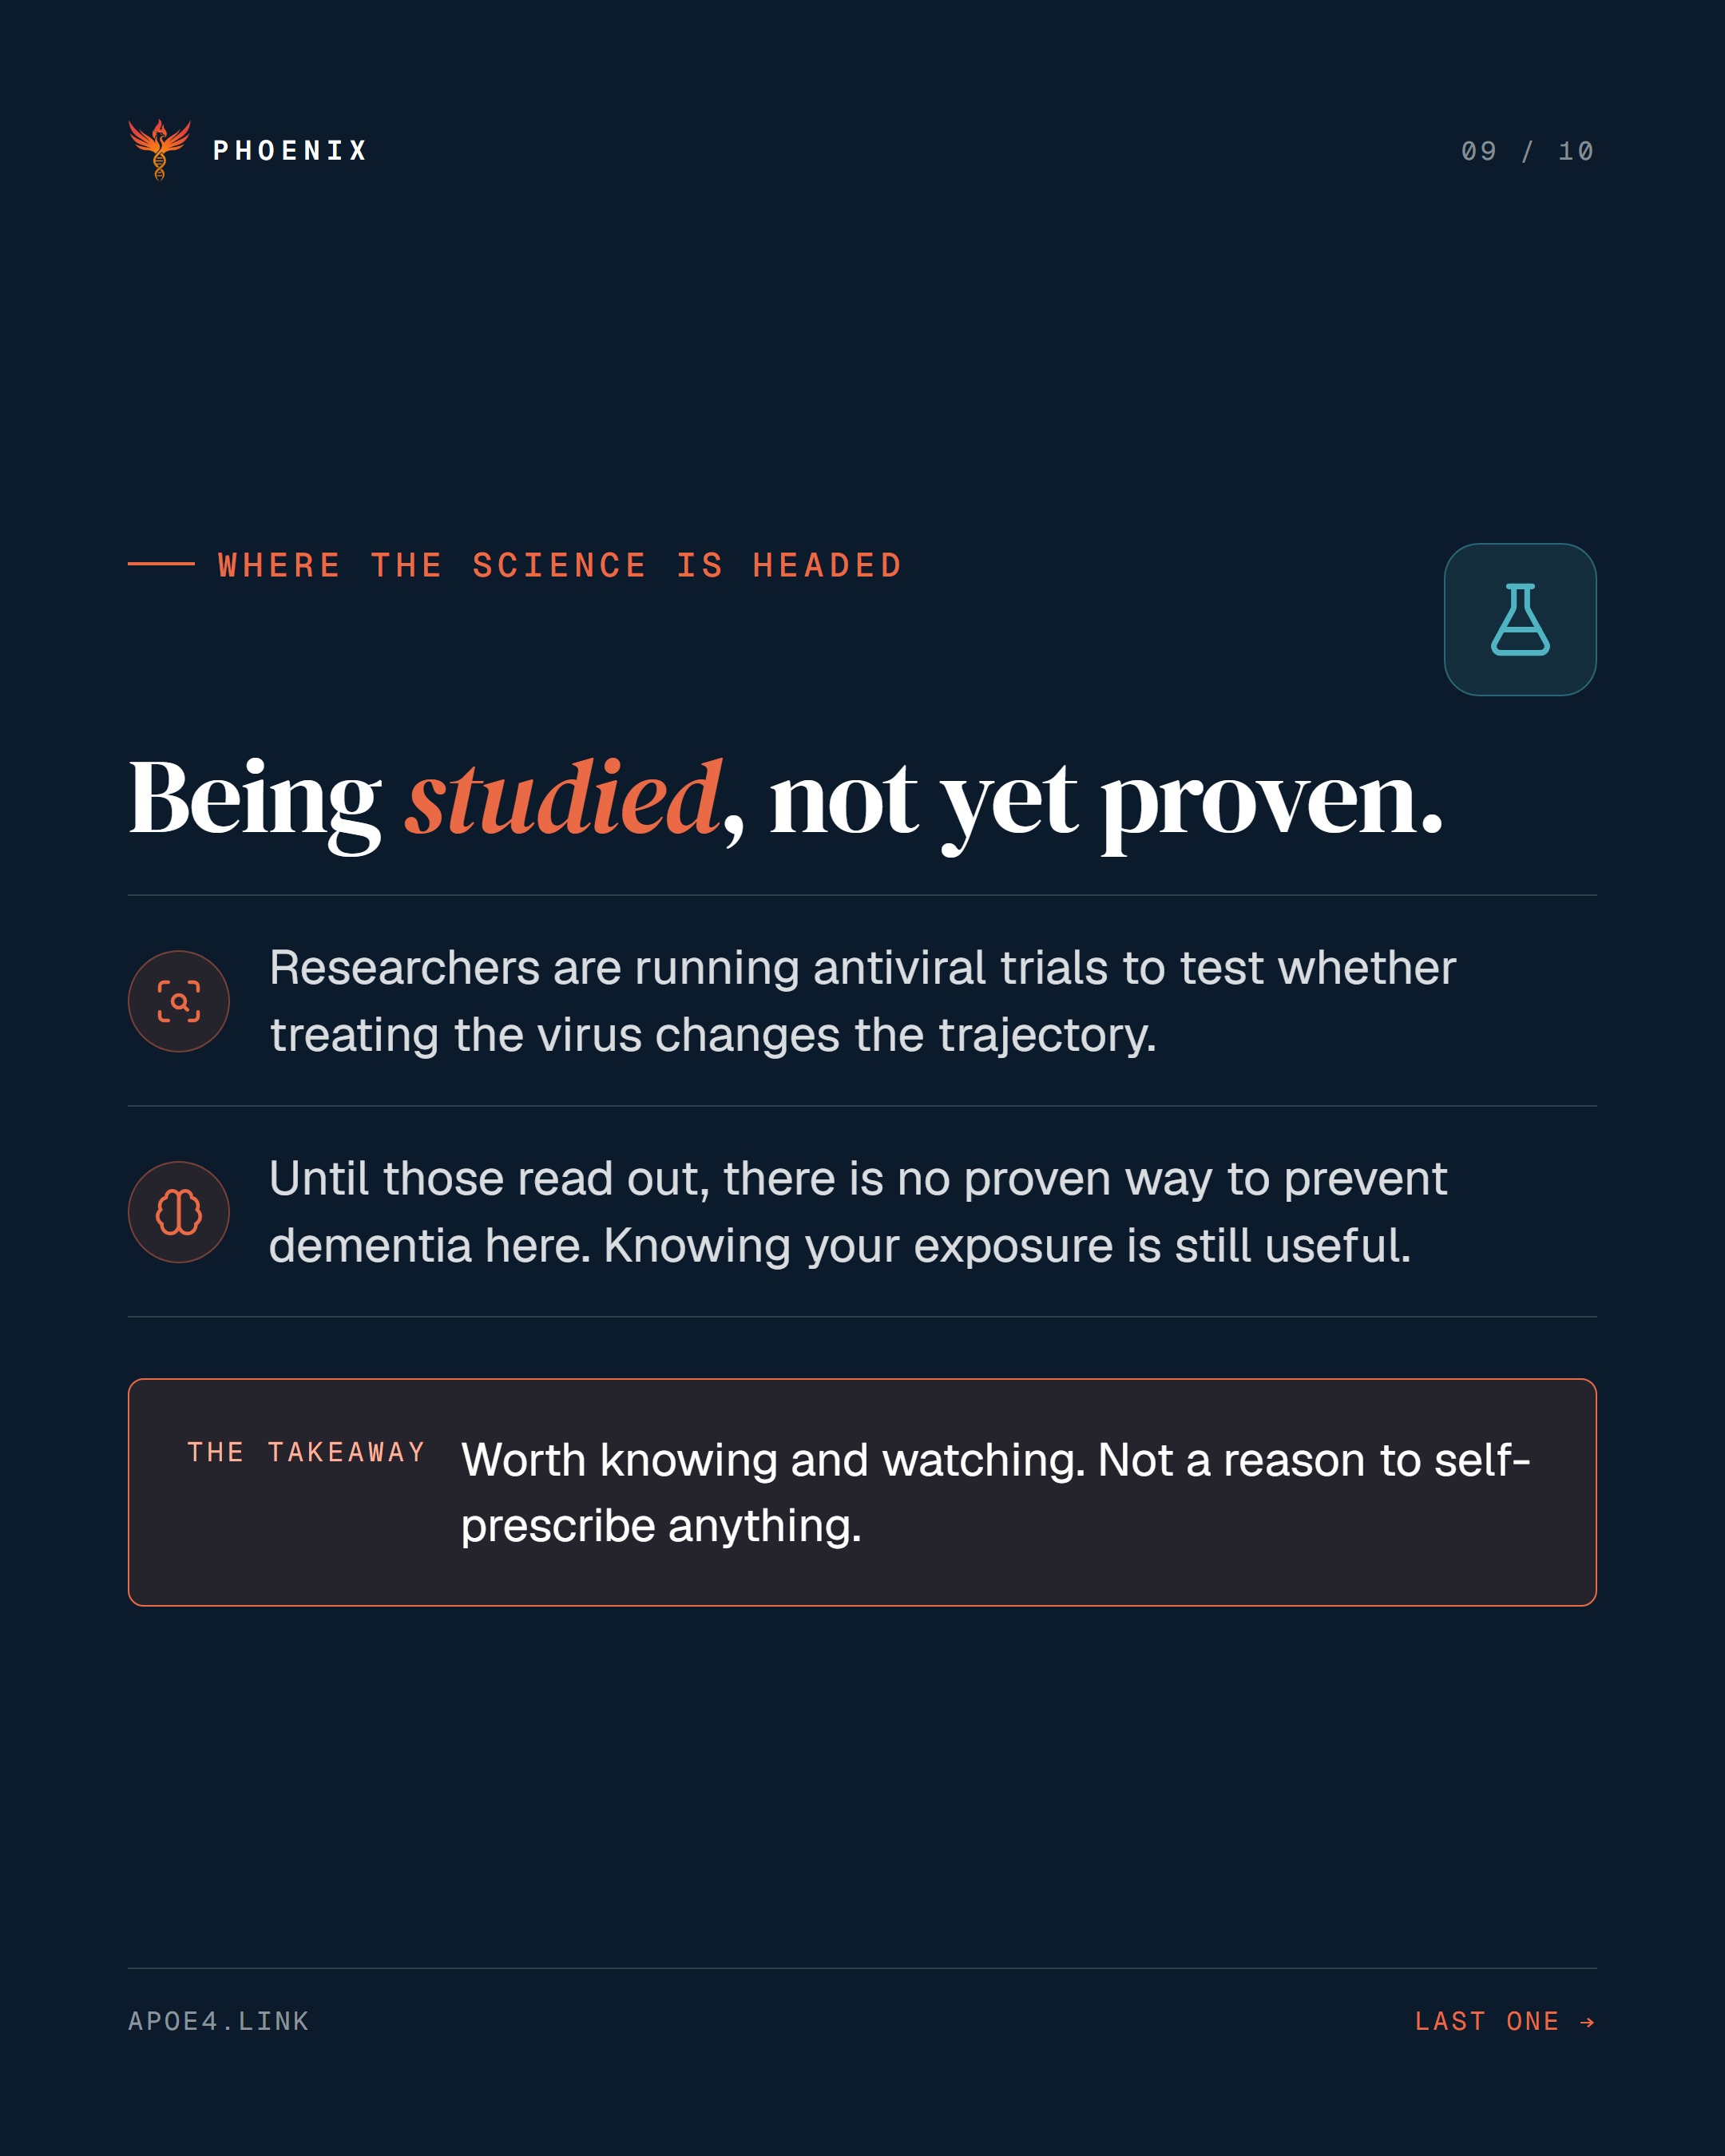 PHOENIX
09 / 10
WHERE THE SCIENCE IS HEADED
Being studied, not yet proven.
Researchers are running antiviral trials to test whether
treating the virus changes the trajectory.
Until those read out, there is no proven way to prevent
dementia here. Knowing your exposure is still useful.
THE TAKEAWAY
Worth knowing and watching. Not a reason to self-
prescribe anything.
APOE4.LINK
LAST ONE →